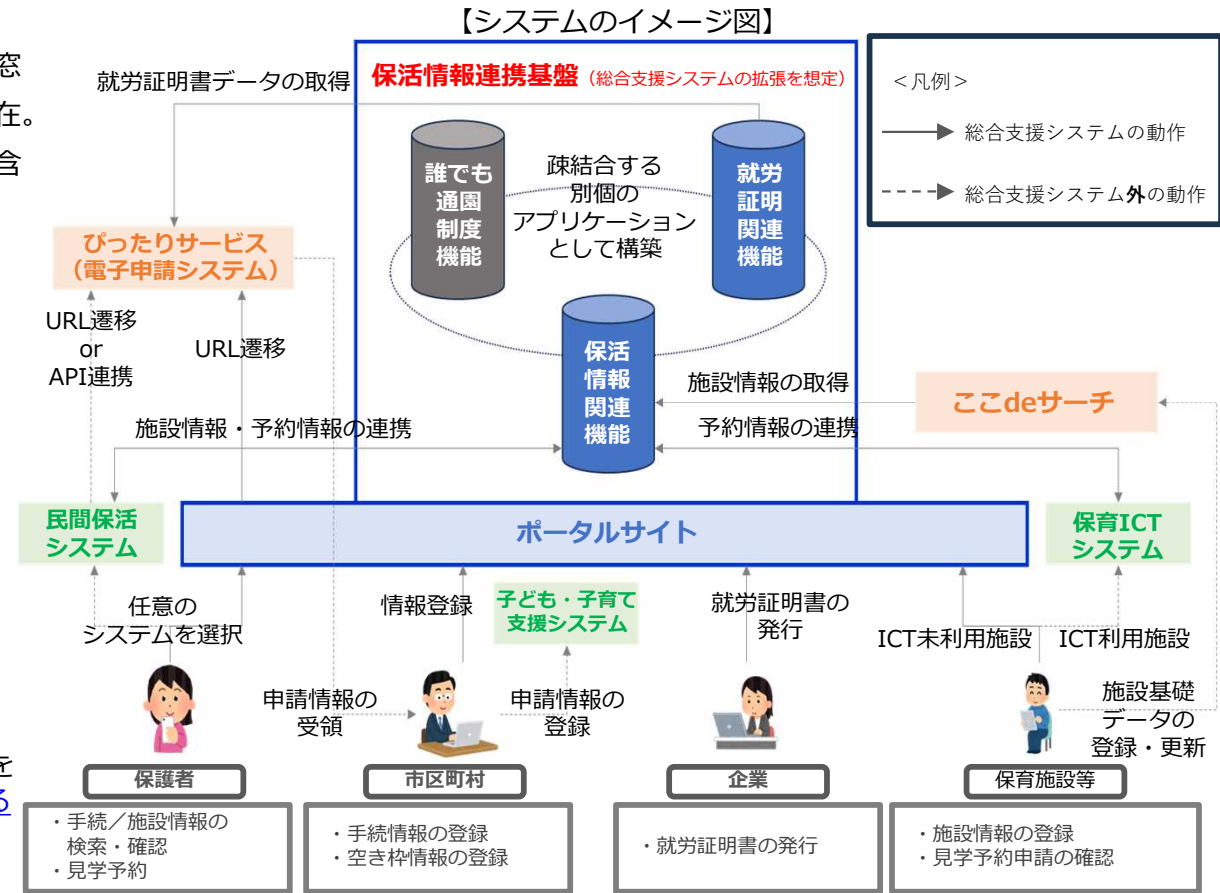 【システムのイメージ図】
窓
在。
含
を
る
就労証明書データの取得
保活情報連携基盤（総合支援システムの拡張を想定）
＜凡例＞
総合支援システムの動作
総合支援システム外の動作
誰でも
通園
制度
機能
疎結合する
別個の
アプリケーション
として構築
就労
証明
関連
機能
ぴったりサービス
（電子申請システム）
URL遷移
or
API連携
URL遷移
保活
情報
関連
機能
施設情報の取得
ここdeサーチ
施設情報・予約情報の連携
予約情報の連携
民間保活
システム
ポータルサイト
保育ICT
システム
任意の
システムを選択
情報登録
子ども・子育て
支援システム
就労証明書の
発行
ICT未利用施設
ICT利用施設
申請情報の
受領
申請情報の
登録
施設基礎
データの
登録・更新
保護者
市区町村
企業
保育施設等
・手続／施設情報の
検索・確認
・見学予約
・手続情報の登録
・空き枠情報の登録
・就労証明書の発行
・施設情報の登録
・見学予約申請の確認